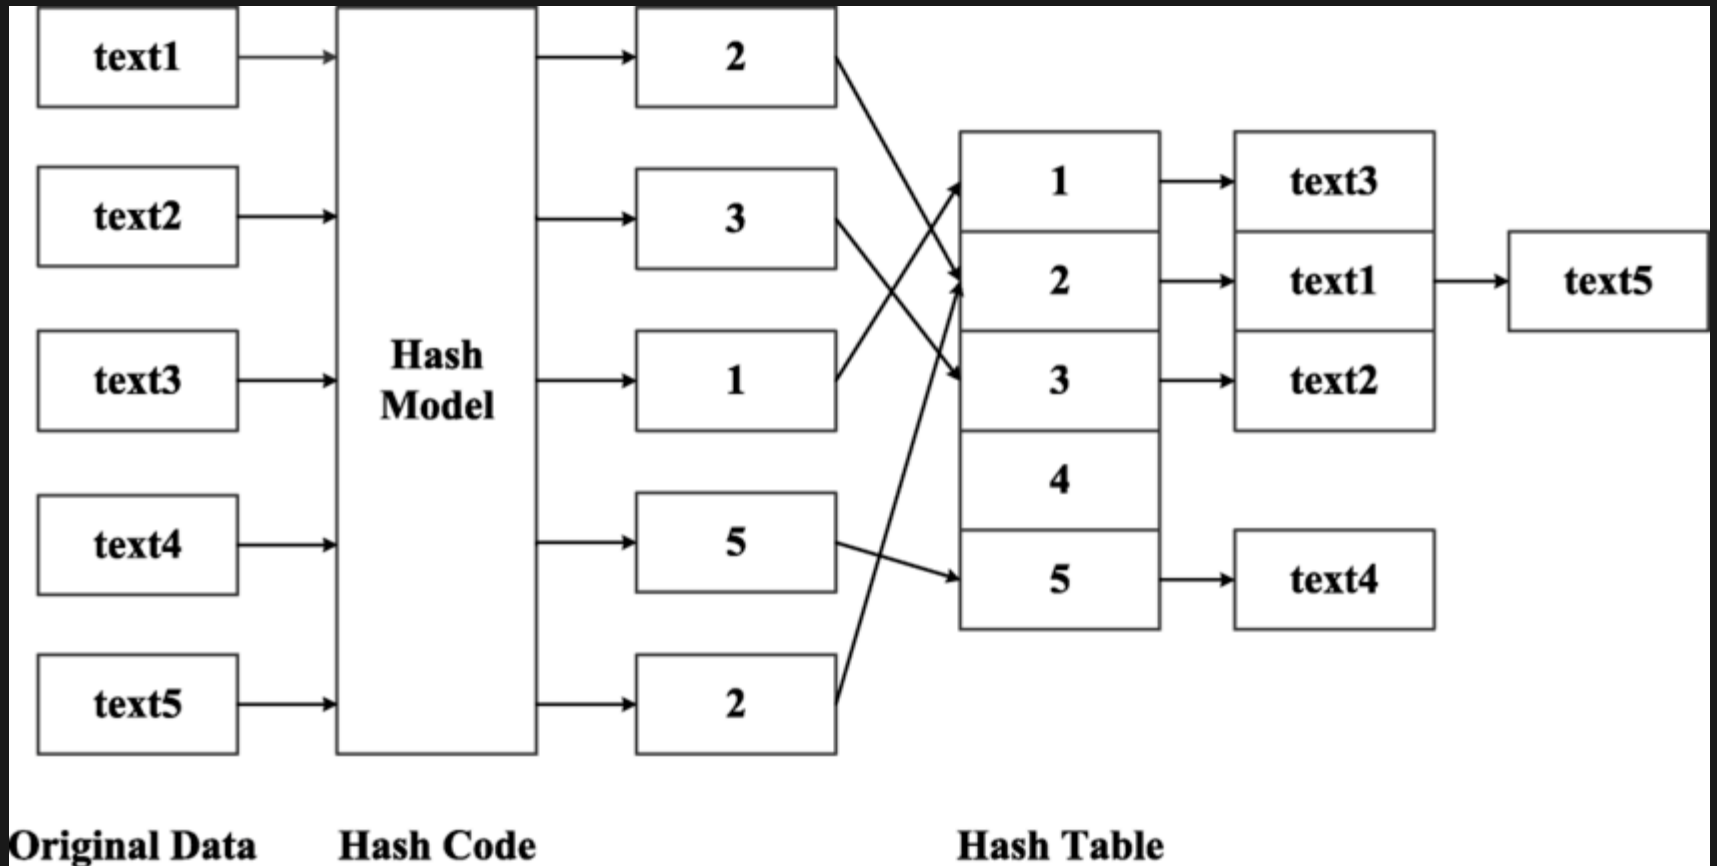 text1
text2
text3
text4
text5
Hash
Model
2
3
1
5
2
1
2
3
4
5
text3
text1
text2
text4
text5
Original Data
Hash Code
Hash Table